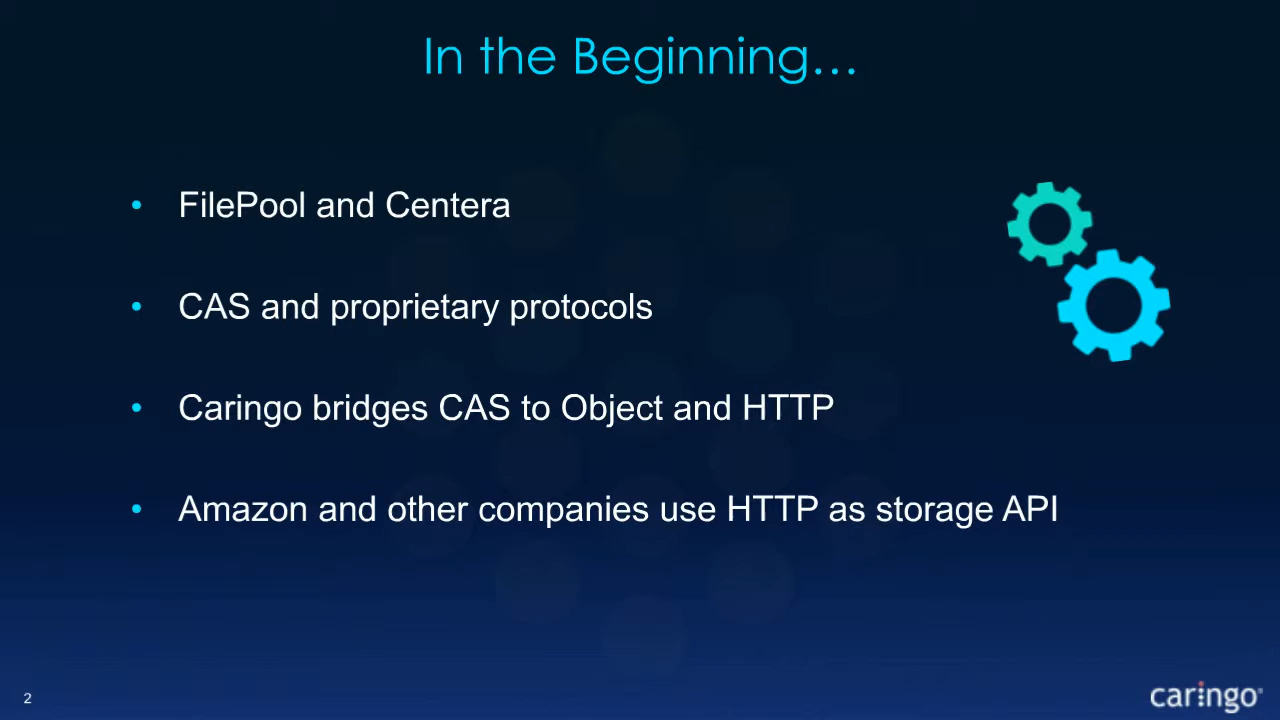 In the Beginning…
• FilePool and Centera
• CAS and proprietary protocols
• Caringo bridges CAS to Object and HTTP
• Amazon and other companies use HTTP as storage API
2
caringo®